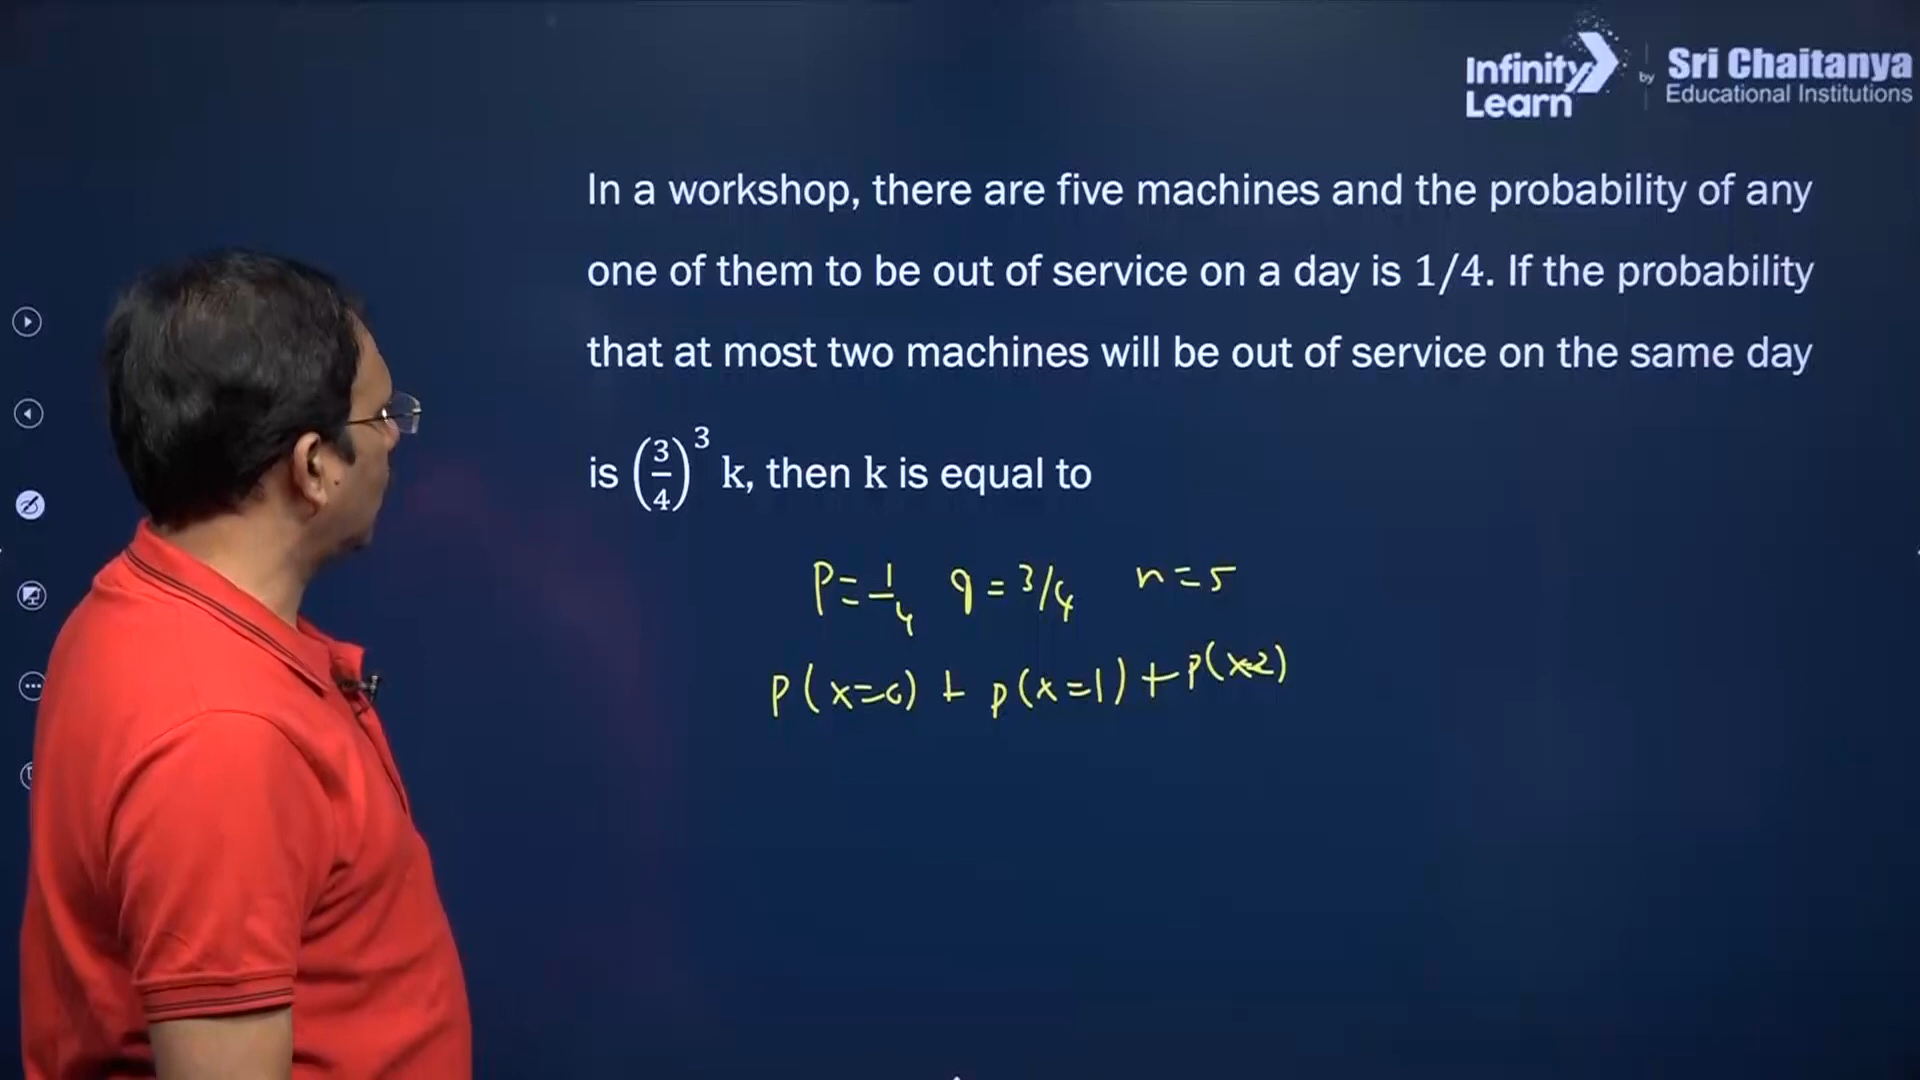 Infinity Learn by Sri Chaitanya Educational Institutions
In a workshop, there are five machines and the probability of any
one of them to be out of service on a day is 1/4. If the probability
that at most two machines will be out of service on the same day
is (3/4)^3 k, then k is equal to
P = 1/4 q = 3/4 n = 5
P(x=0) + P(x=1) + P(x=2)